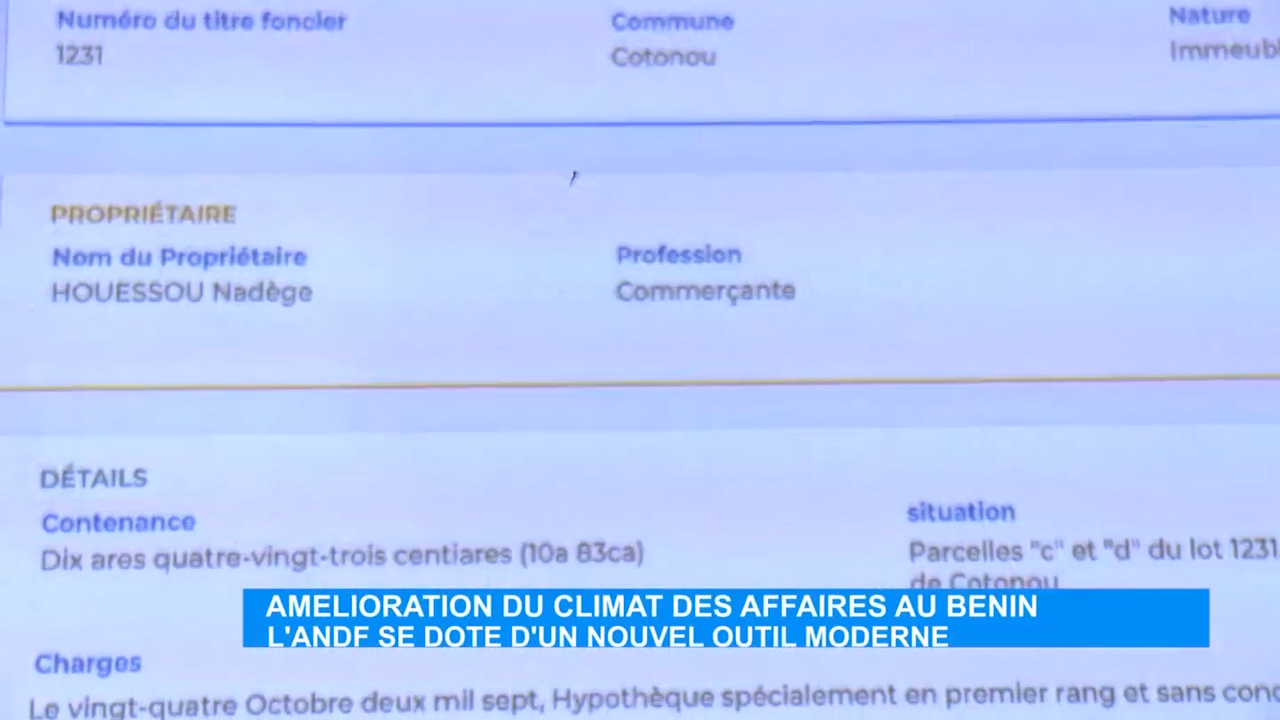 Numéro du titre foncier
Commune
Nature
1231
Cotonou
PROPRIÉTAIRE
Nom du Propriétaire
Profession
HOUESSOU Nadège
Commerçante
DÉTAILS
Contenance
situation
Dix ares quatre-vingt-trois centiares (10a 83ca)
Parcelles "c" et "d" du lot 1231
de Cotonou
AMELIORATION DU CLIMAT DES AFFAIRES AU BENIN
L'ANDF SE DOTE D'UN NOUVEL OUTIL MODERNE
Charges
Le vingt-quatre Octobre deux mil sept, Hypothèque spécialement en premier rang et sans